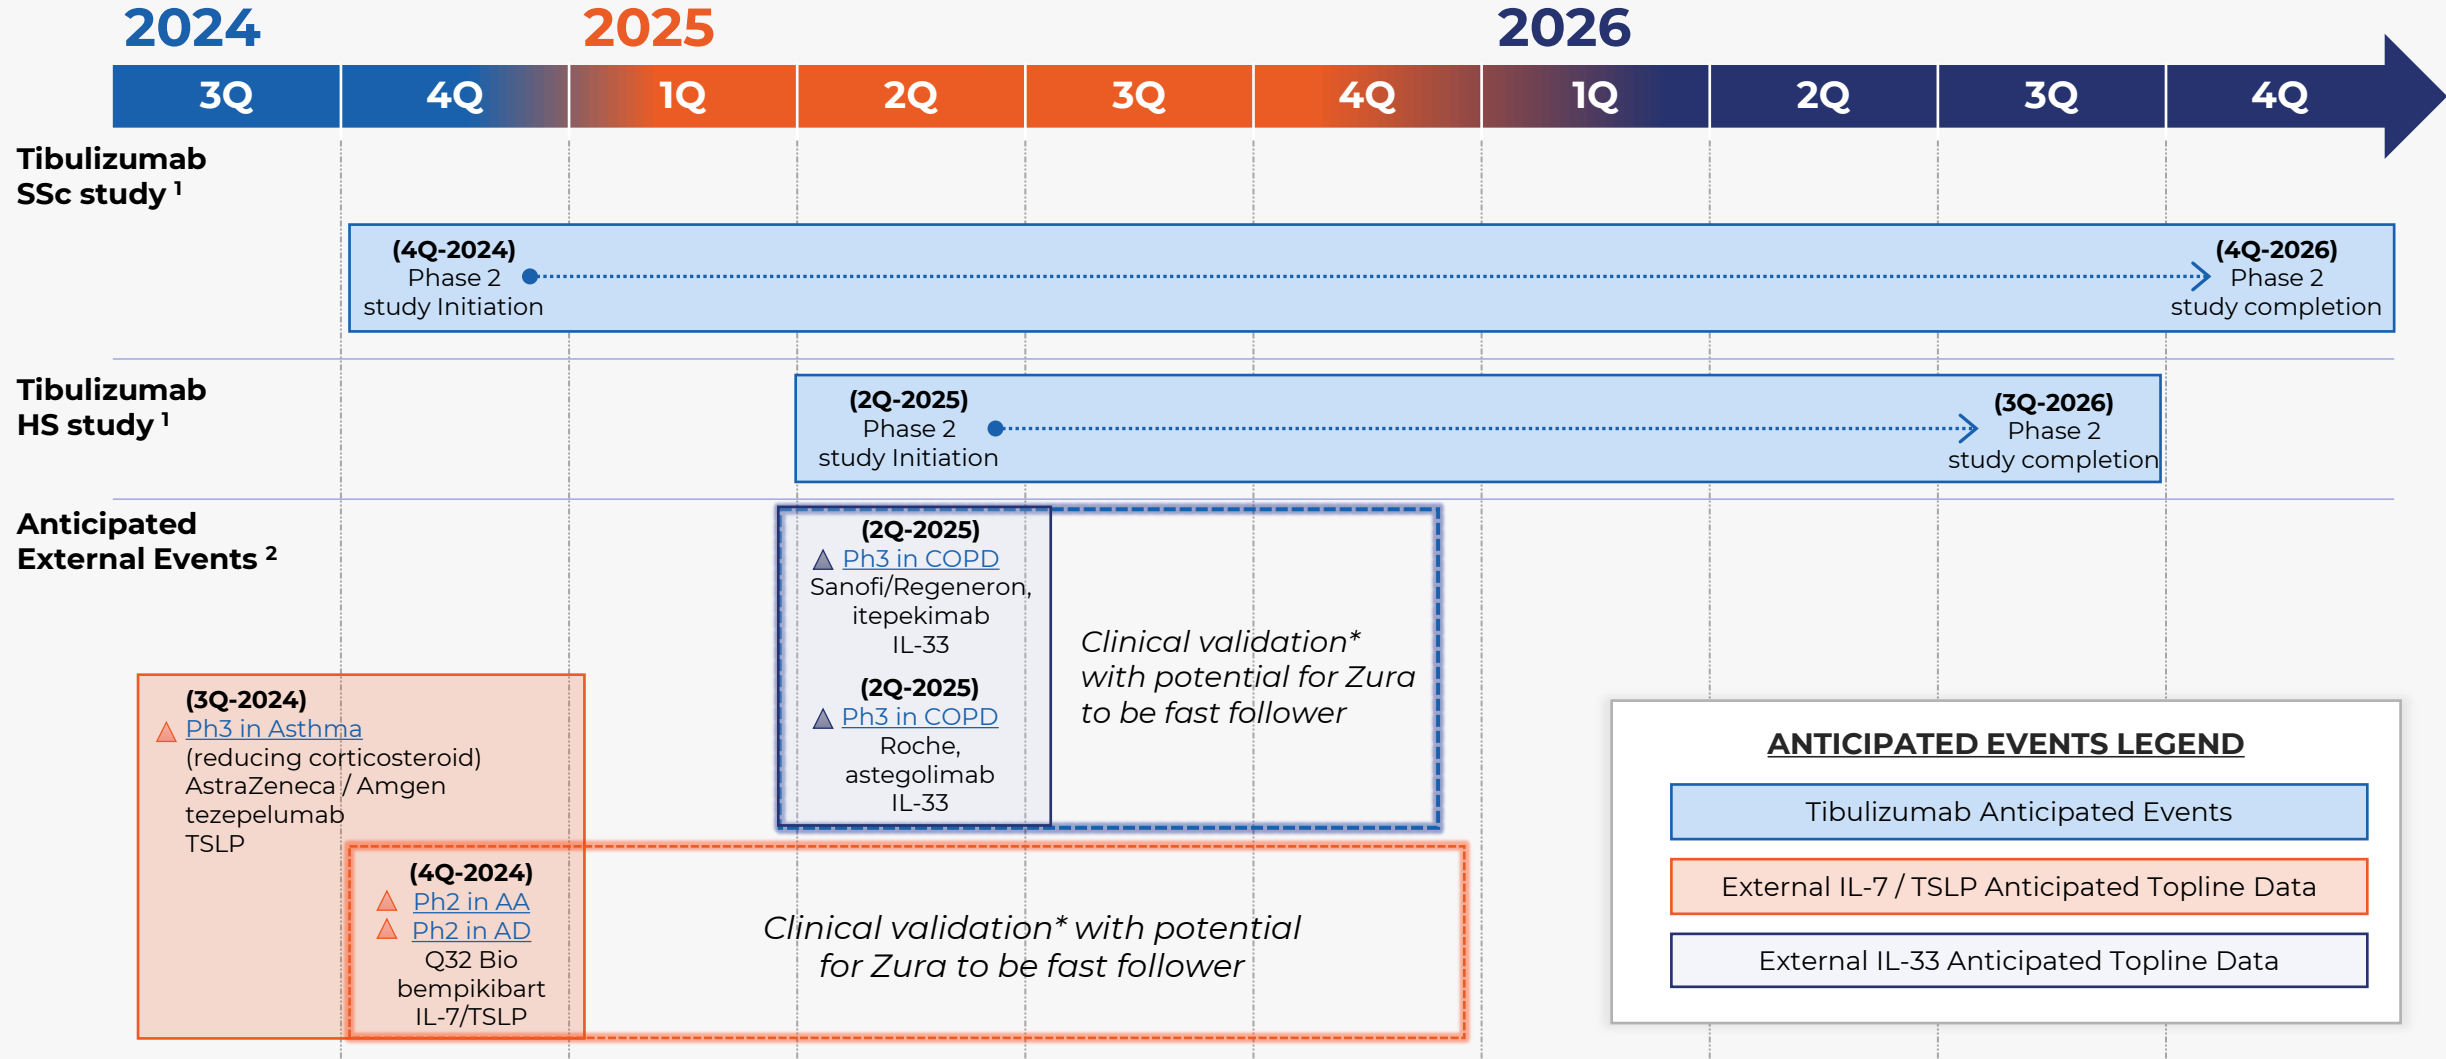 2024
2025
2026
3Q
4Q
1Q
2Q
3Q
4Q
1Q
2Q
3Q
4Q
Tibulizumab
SSc study 1
(4Q-2024)
Phase 2
study Initiation
(4Q-2026)
Phase 2
study completion
Tibulizumab
HS study 1
(2Q-2025)
Phase 2
study Initiation
(3Q-2026)
Phase 2
study completion
Anticipated
External Events 2
(3Q-2024)
Ph3 in Asthma
(reducing corticosteroid)
AstraZeneca / Amgen
tezepelumab
TSLP
(4Q-2024)
Ph2 in AA
Ph2 in AD
Q32 Bio
bempikibart
IL-7/TSLP
Clinical validation* with potential
for Zura to be fast follower
(2Q-2025)
Ph3 in COPD
Sanofi/Regeneron,
itepekimab
IL-33
(2Q-2025)
Ph3 in COPD
Roche,
astegolimab
IL-33
Clinical validation*
with potential for Zura
to be fast follower
ANTICIPATED EVENTS LEGEND
Tibulizumab Anticipated Events
External IL-7 / TSLP Anticipated Topline Data
External IL-33 Anticipated Topline Data